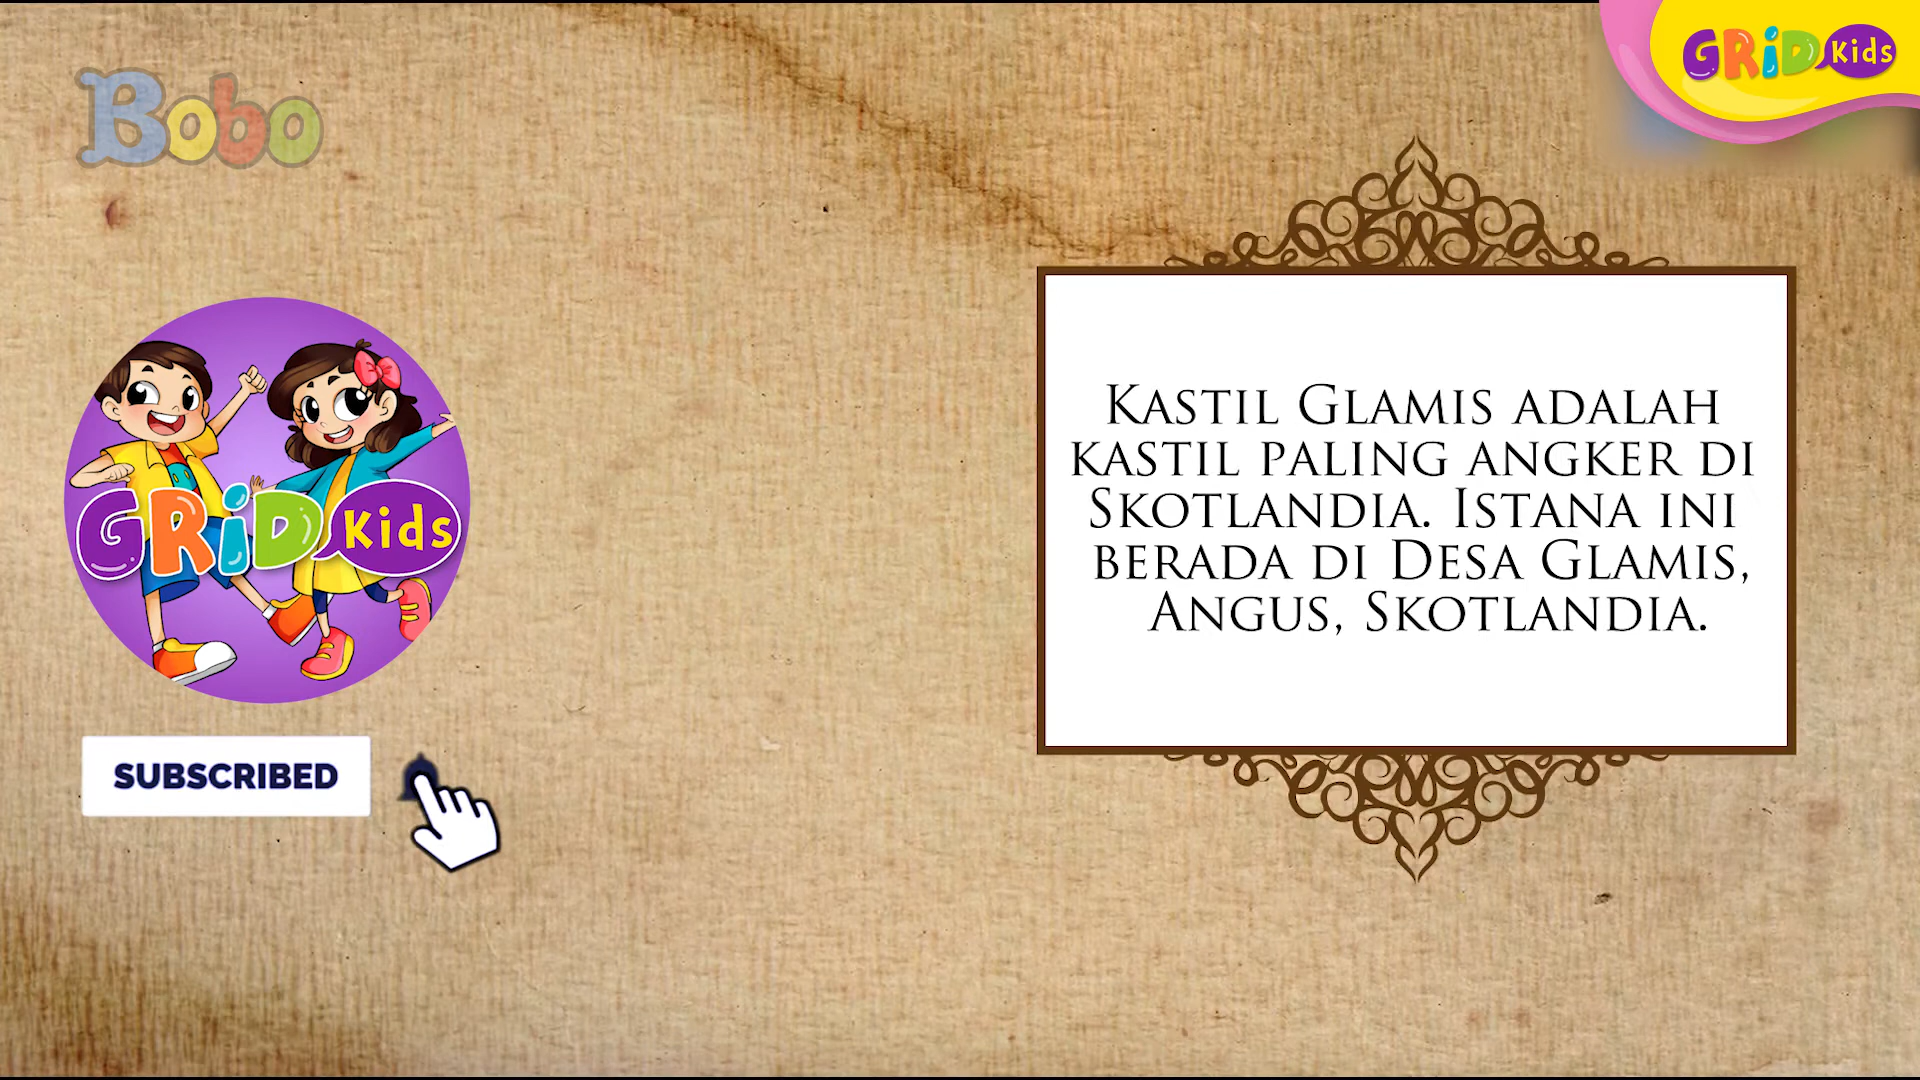 Bobo
GRiD Kids
GRiD Kids
SUBSCRIBED
Kastil Glamis adalah
kastil paling angker di
Skotlandia. Istana ini
berada di Desa Glamis,
Angus, Skotlandia.